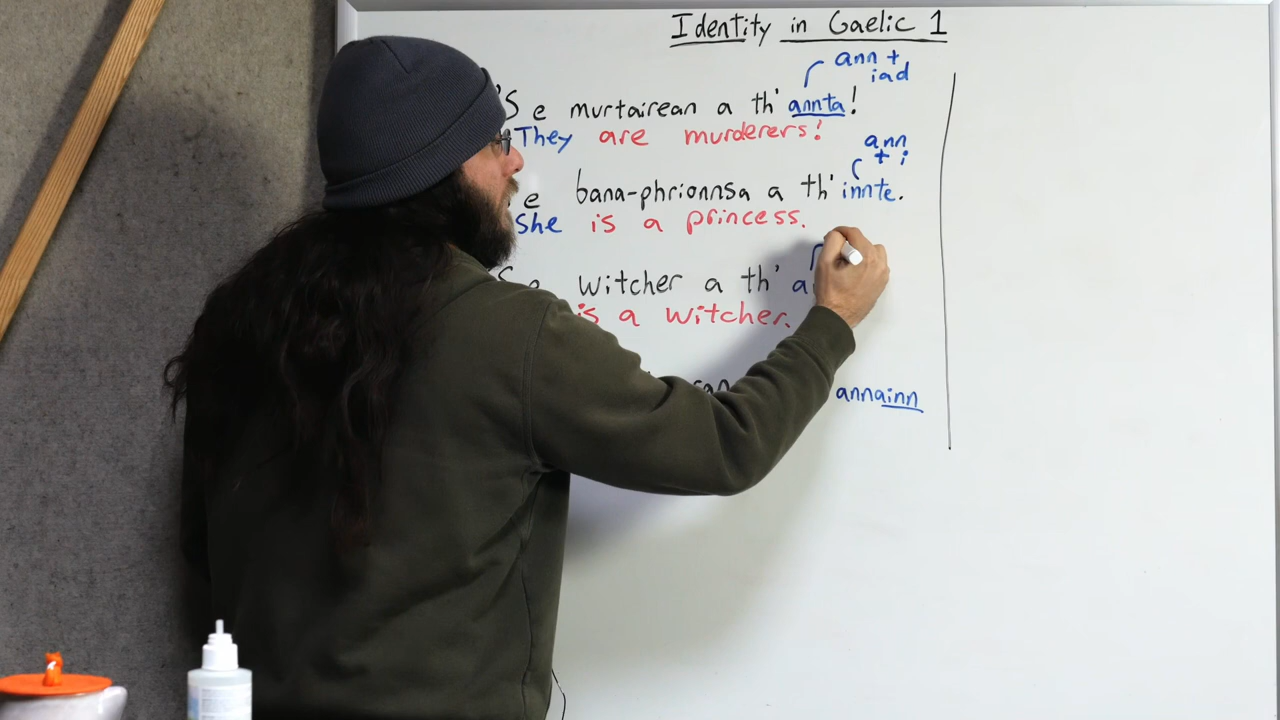 Identity in Gaelic 1
ann +
iad
'S e murtairean a th' annta!
They are murderers!
ann
+ i
e bana-phrionnsa a th' innte.
She is a princess.
S e witcher a th'
is a witcher.
annainn